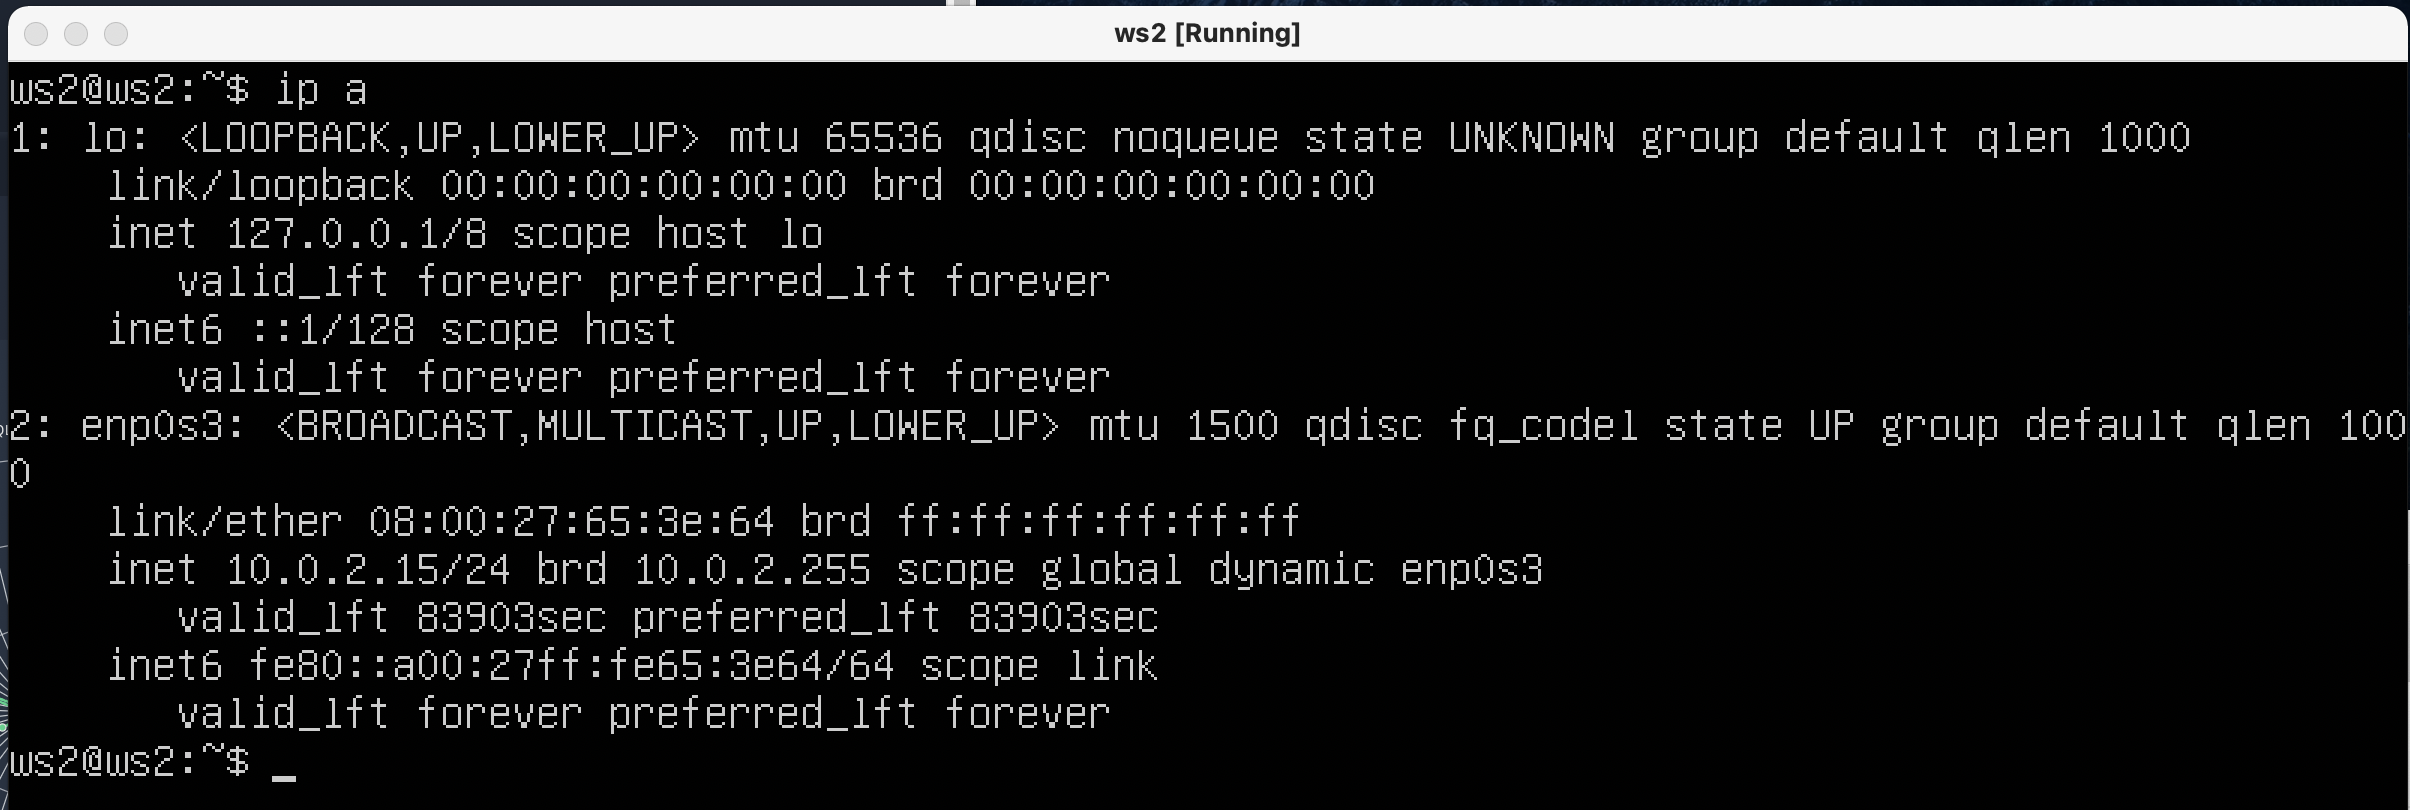 ws2 [Running]
ws2@ws2:~$ ip a
1: lo: <LOOPBACK,UP,LOWER_UP> mtu 65536 qdisc noqueue state UNKNOWN group default qlen 1000
    link/loopback 00:00:00:00:00:00 brd 00:00:00:00:00:00
    inet 127.0.0.1/8 scope host lo
       valid_lft forever preferred_lft forever
    inet6 ::1/128 scope host
       valid_lft forever preferred_lft forever
2: enp0s3: <BROADCAST,MULTICAST,UP,LOWER_UP> mtu 1500 qdisc fq_codel state UP group default qlen 100
0
    link/ether 08:00:27:65:3e:64 brd ff:ff:ff:ff:ff:ff
    inet 10.0.2.15/24 brd 10.0.2.255 scope global dynamic enp0s3
       valid_lft 83903sec preferred_lft 83903sec
    inet6 fe80::a00:27ff:fe65:3e64/64 scope link
       valid_lft forever preferred_lft forever
ws2@ws2:~$ _